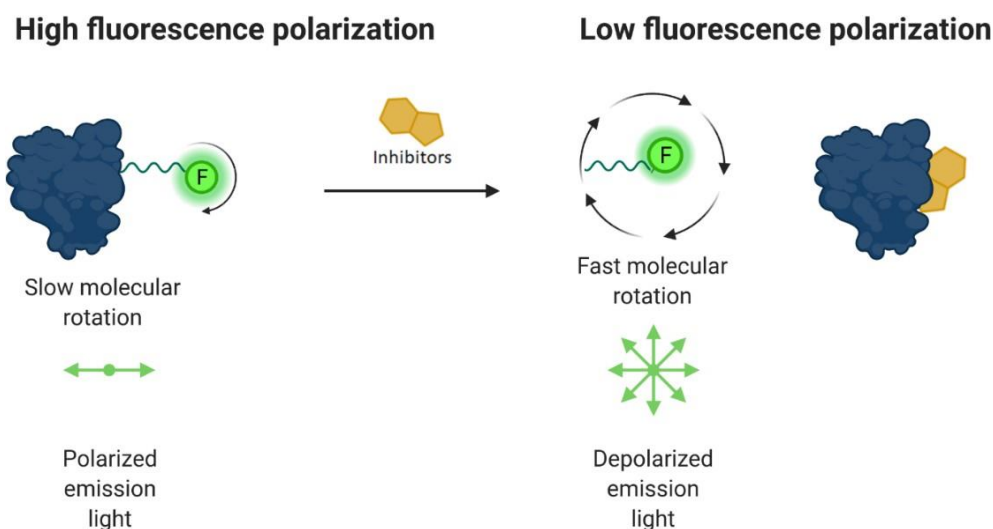 High fluorescence polarization
Low fluorescence polarization
F
Inhibitors
F
Slow molecular
rotation
Fast molecular
rotation
Polarized
emission
light
Depolarized
emission
light